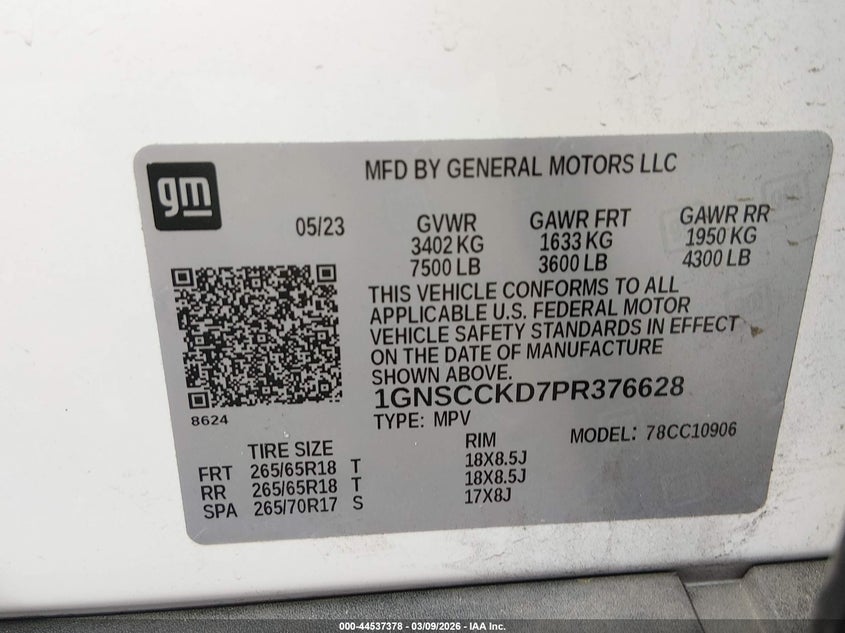 gm
MFD BY GENERAL MOTORS LLC
05/23 GVWR GAWR FRT GAWR RR
3402 KG 1633 KG 1950 KG
7500 LB 3600 LB 4300 LB
THIS VEHICLE CONFORMS TO ALL
APPLICABLE U.S. FEDERAL MOTOR
VEHICLE SAFETY STANDARDS IN EFFECT
ON THE DATE OF MANUFACTURE
SHOWN ABOVE.
1GNSCCKD7PR376628
8624 TYPE: MPV MODEL: 78CC10906
TIRE SIZE RIM
FRT 265/65R18 T 18X8.5J
RR 265/65R18 T 18X8.5J
SPA 265/70R17 S 17X8J
000-44537378 - 03/09/2026 - IAA Inc.